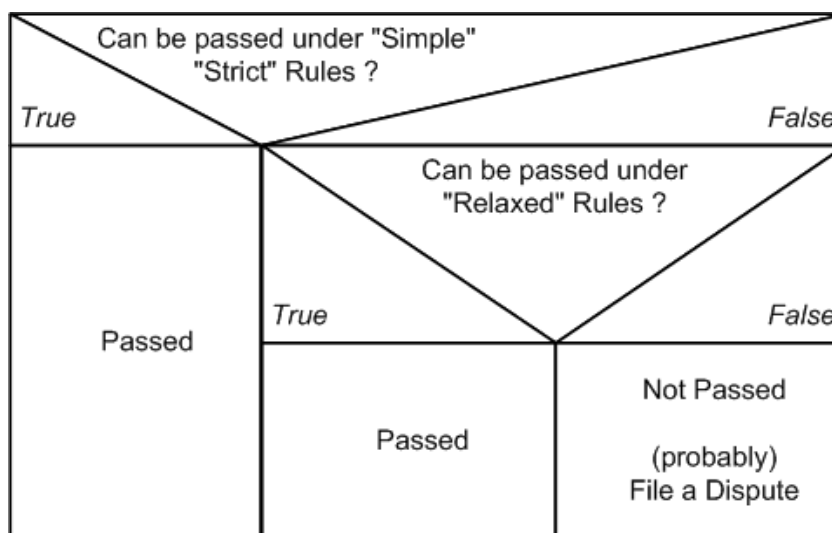 Can be passed under "Simple"
"Strict" Rules ?
True
False
Can be passed under
"Relaxed" Rules ?
True
False
Passed
Passed
Not Passed
(probably)
File a Dispute